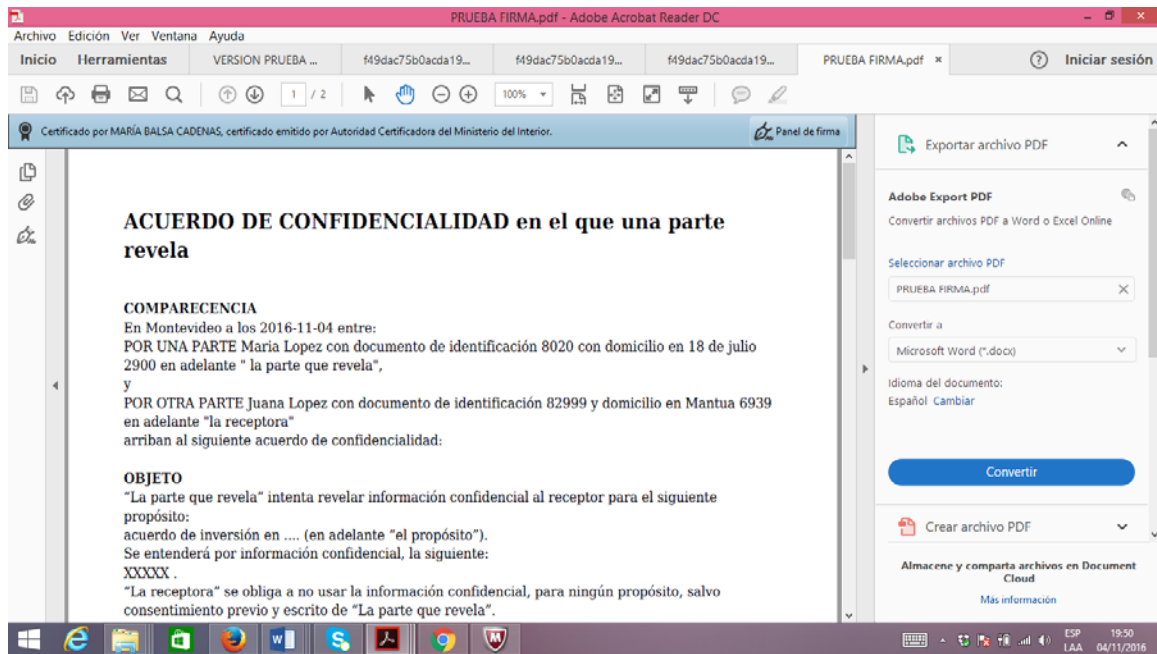 PRUEBA FIRMA.pdf - Adobe Acrobat Reader DC
Archivo Edición Ver Ventana Ayuda
Inicio Herramientas VERSION PRUEBA ... f49dac75b0acda19... f49dac75b0acda19... f49dac75b0acda19... PRUEBA FIRMA.pdf × ? Iniciar sesión
1 / 2 100%
Certificado por MARÍA BALSA CADENAS, certificado emitido por Autoridad Certificadora del Ministerio del Interior. Panel de firma
ACUERDO DE CONFIDENCIALIDAD en el que una parte
revela
COMPARECENCIA
En Montevideo a los 2016-11-04 entre:
POR UNA PARTE Maria Lopez con documento de identificación 8020 con domicilio en 18 de julio
2900 en adelante " la parte que revela",
y
POR OTRA PARTE Juana Lopez con documento de identificación 82999 y domicilio en Mantua 6939
en adelante "la receptora"
arriban al siguiente acuerdo de confidencialidad:
OBJETO
“La parte que revela” intenta revelar información confidencial al receptor para el siguiente
propósito:
acuerdo de inversión en .... (en adelante “el propósito”).
Se entenderá por información confidencial, la siguiente:
XXXXX .
“La receptora” se obliga a no usar la información confidencial, para ningún propósito, salvo
consentimiento previo y escrito de “La parte que revela”.
Exportar archivo PDF
Adobe Export PDF
Convertir archivos PDF a Word o Excel Online
Seleccionar archivo PDF
PRUEBA FIRMA.pdf
Convertir a
Microsoft Word (*.docx)
Idioma del documento:
Español Cambiar
Convertir
Crear archivo PDF
Almacene y comparta archivos en Document
Cloud
Más información
ESP 19:50
LAA 04/11/2016